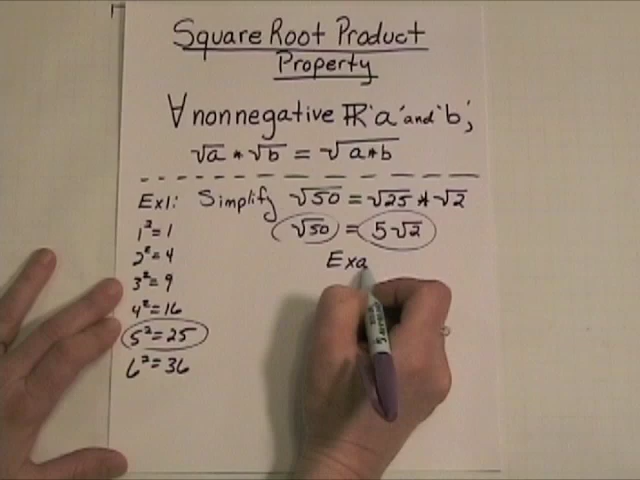 Square Root Product
Property
∀ nonnegative ℝ 'a' and 'b',
√a * √b = √a*b
Ex1: Simplify √50 = √25 * √2
√50 = 5√2
Exa
1² = 1
2² = 4
3² = 9
4² = 16
5² = 25
6² = 36